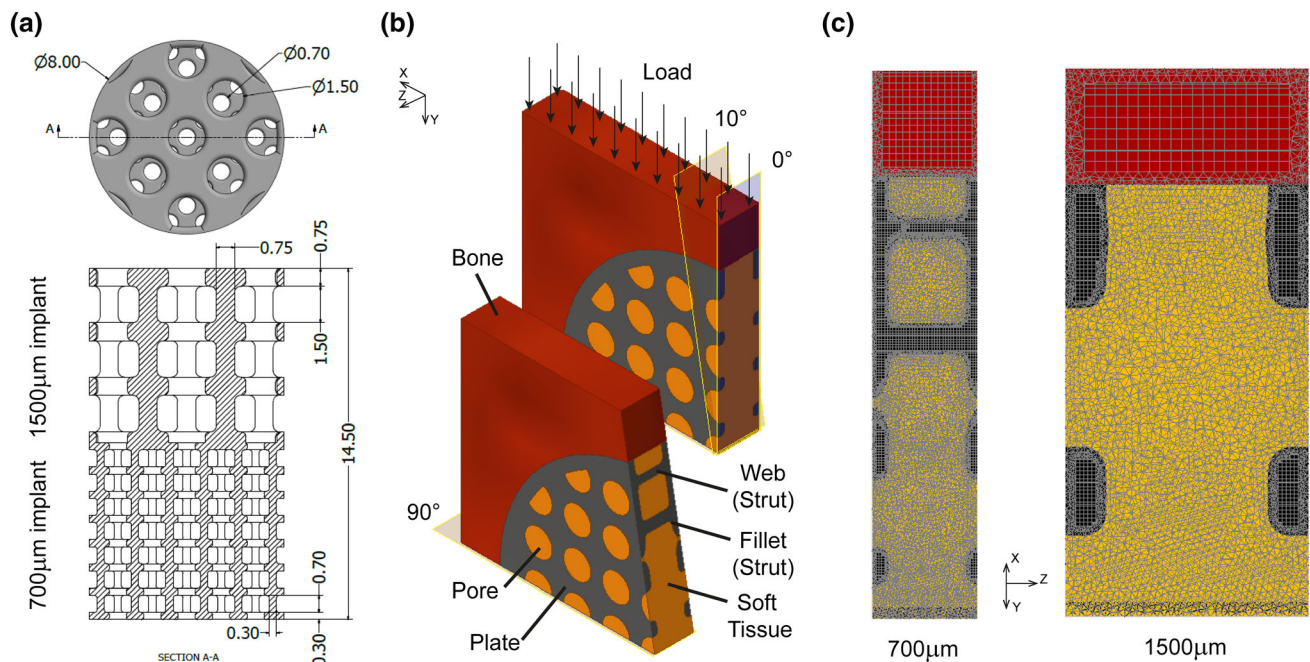 (a)
Ø8.00
Ø0.70
Ø1.50
A
A
0.75
0.75
1.50
14.50
0.70
0.30
0.30
1500µm implant
700µm implant
SECTION A-A
(b)
X
Z
Y
Load
10°
0°
Bone
90°
Web
(Strut)
Fillet
(Strut)
Pore
Plate
Soft
Tissue
(c)
X
Z
Y
700µm
1500µm